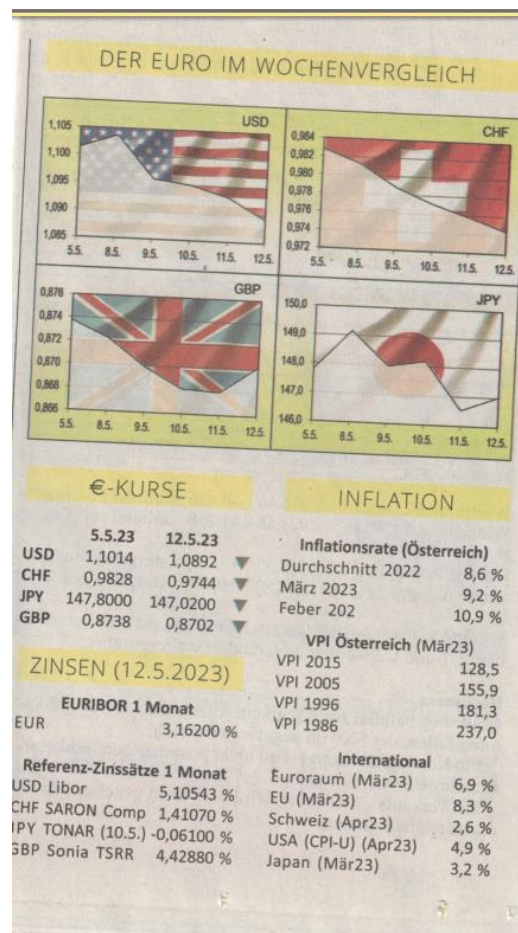 DER EURO IM WOCHENVERGLEICH
USD
1,105
1,100
1,095
1,090
1,085
5.5. 8.5. 9.5. 10.5. 11.5. 12.5.
CHF
0,984
0,982
0,980
0,978
0,976
0,974
0,972
5.5. 8.5. 9.5. 10.5. 11.5. 12.5.
GBP
0,876
0,874
0,872
0,870
0,868
0,866
5.5. 8.5. 9.5. 10.5. 11.5. 12.5.
JPY
150,0
149,0
148,0
147,0
146,0
5.5. 8.5. 9.5. 10.5. 11.5. 12.5.
€-KURSE
5.5.23 12.5.23
USD 1,1014 1,0892 ▼
CHF 0,9828 0,9744 ▼
JPY 147,8000 147,0200 ▼
GBP 0,8738 0,8702 ▼
ZINSEN (12.5.2023)
EURIBOR 1 Monat
EUR 3,16200 %
Referenz-Zinssätze 1 Monat
USD Libor 5,10543 %
CHF SARON Comp 1,41070 %
JPY TONAR (10.5.) -0,06100 %
GBP Sonia TSRR 4,42880 %
INFLATION
Inflationsrate (Österreich)
Durchschnitt 2022 8,6 %
März 2023 9,2 %
Feber 202 10,9 %
VPI Österreich (Mär23)
VPI 2015 128,5
VPI 2005 155,9
VPI 1996 181,3
VPI 1986 237,0
International
Euroraum (Mär23) 6,9 %
EU (Mär23) 8,3 %
Schweiz (Apr23) 2,6 %
USA (CPI-U) (Apr23) 4,9 %
Japan (Mär23) 3,2 %